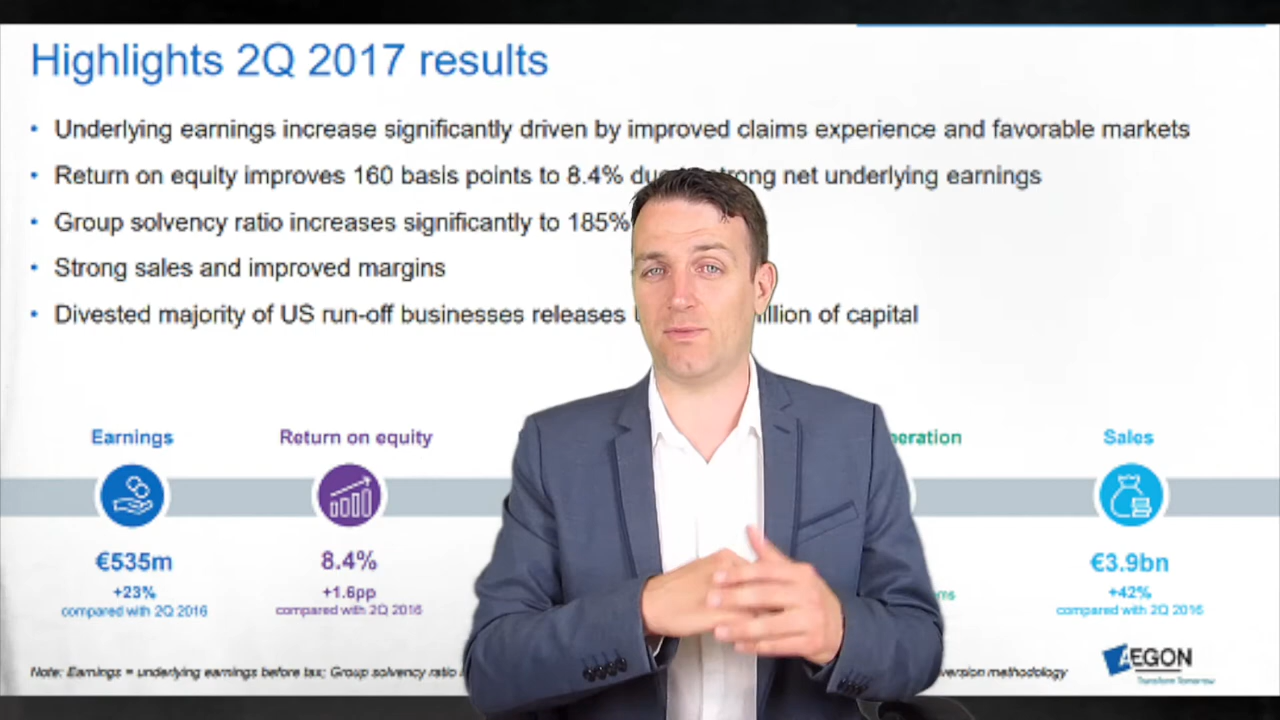 Highlights 2Q 2017 results
• Underlying earnings increase significantly driven by improved claims experience and favorable markets
• Return on equity improves 160 basis points to 8.4% strong net underlying earnings
• Group solvency ratio increases significantly to 185%
• Strong sales and improved margins
• Divested majority of US run-off businesses releases of capital
Earnings Return on equity Sales
€535m 8.4% €3.9bn
+23% +1.6pp +42%
compared with 2Q 2016 compared with 2Q 2016 compared with 2Q 2016
Note: Earnings = underlying earnings before tax; Group solvency ratio methodology
AEGON
Transform Tomorrow